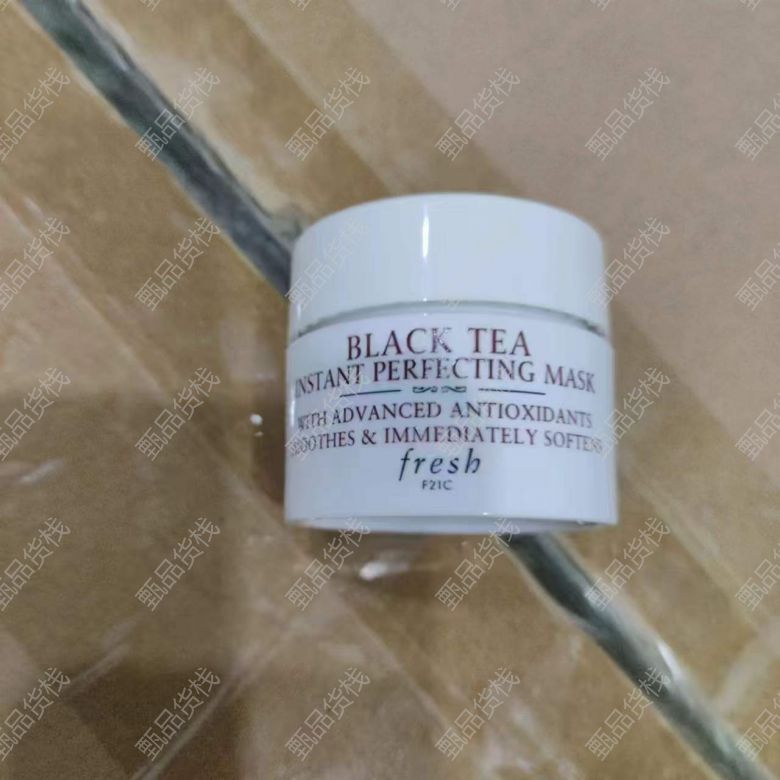 BLACK TEA
INSTANT PERFECTING MASK
WITH ADVANCED ANTIOXIDANTS
SMOOTHES & IMMEDIATELY SOFTENS
fresh
F21C
甄品货栈